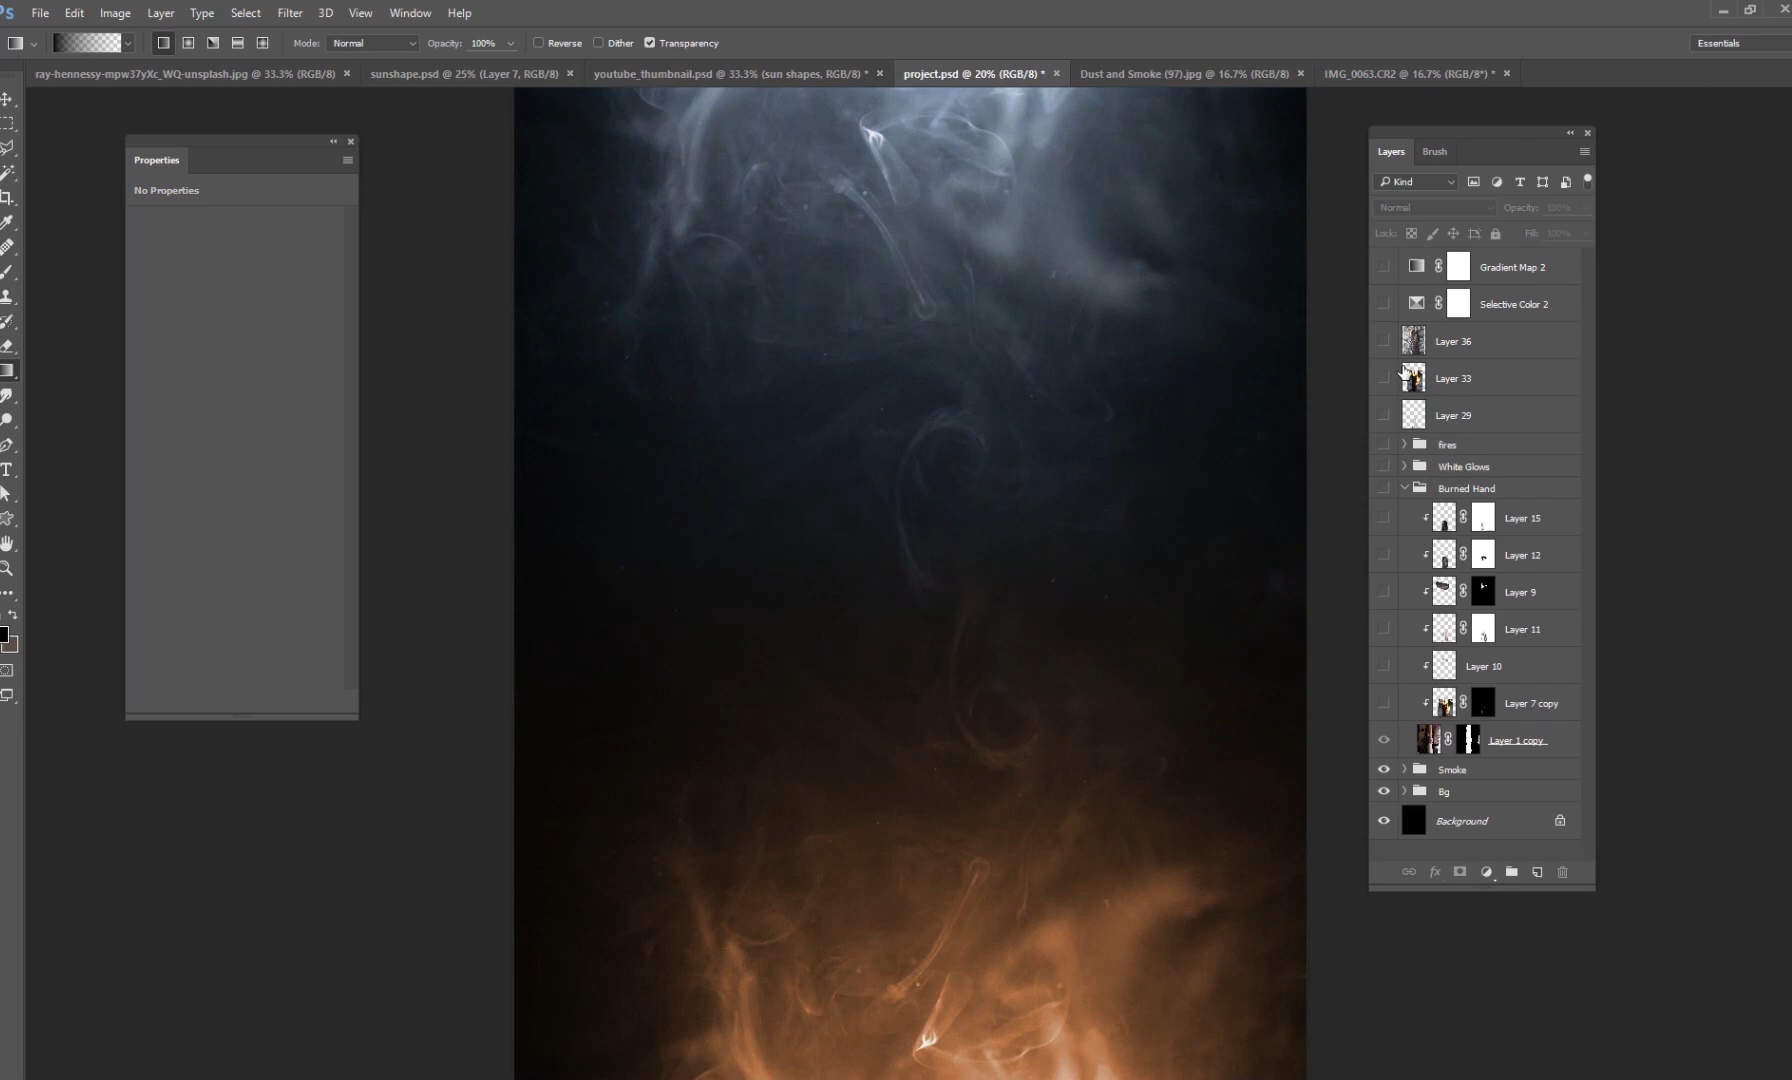 PS File Edit Image Layer Type Select Filter 3D View Window Help
Mode: Normal Opacity: 100% Reverse Dither Transparency Essentials
ray-hennessy-mpw37yXc_WQ-unsplash.jpg @ 33.3% (RGB/8) sunshape.psd @ 25% (Layer 7, RGB/8) youtube_thumbnail.psd @ 33.3% (sun shapes, RGB/8) * project.psd @ 20% (RGB/8) * Dust and Smoke (97).jpg @ 16.7% (RGB/8) IMG_0063.CR2 @ 16.7% (RGB/8*) *
Properties
No Properties
Layers Brush
Kind
Normal Opacity: 100%
Lock: Fill: 100%
Gradient Map 2
Selective Color 2
Layer 36
Layer 33
Layer 29
fires
White Glows
Burned Hand
Layer 15
Layer 12
Layer 9
Layer 11
Layer 10
Layer 7 copy
Layer 1 copy
Smoke
Bg
Background
fx